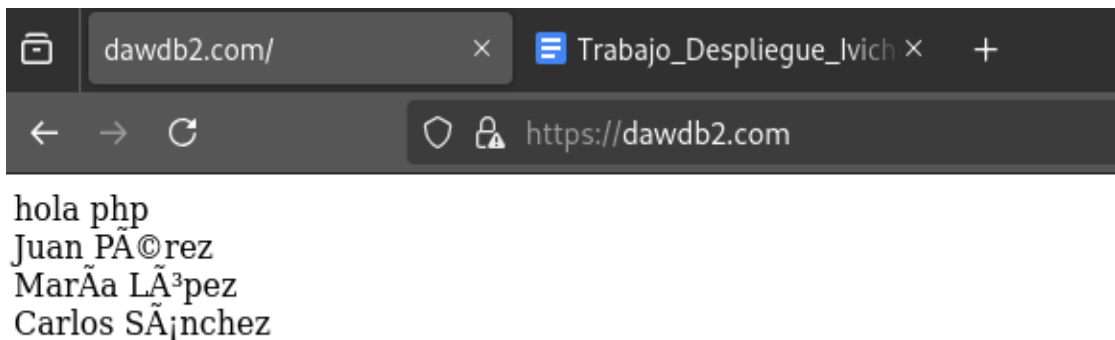 dawdb2.com/
Trabajo_Despliegue_Ivich
https://dawdb2.com
hola php
Juan PÃ©rez
MarÃa LÃ³pez
Carlos SÃ¡nchez